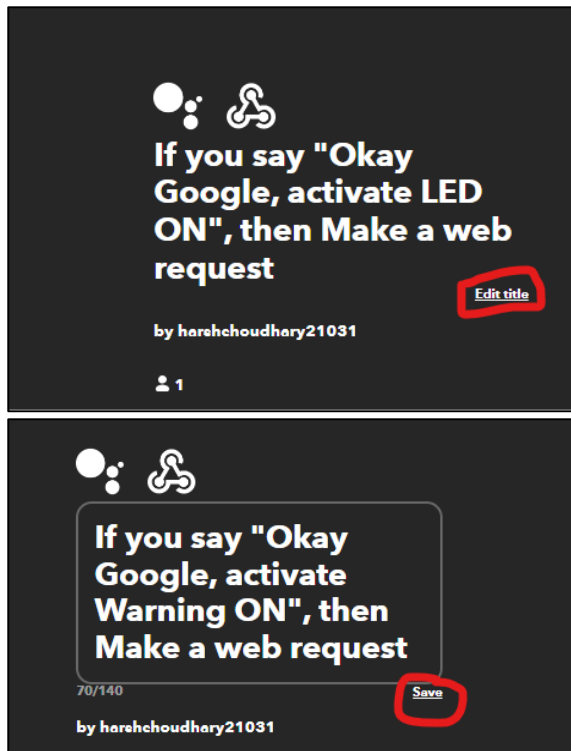 If you say "Okay
Google, activate LED
ON", then Make a web
request
Edit title
by harshchoudhary21031
1
If you say "Okay
Google, activate
Warning ON", then
Make a web request
70/140
Save
by harshchoudhary21031